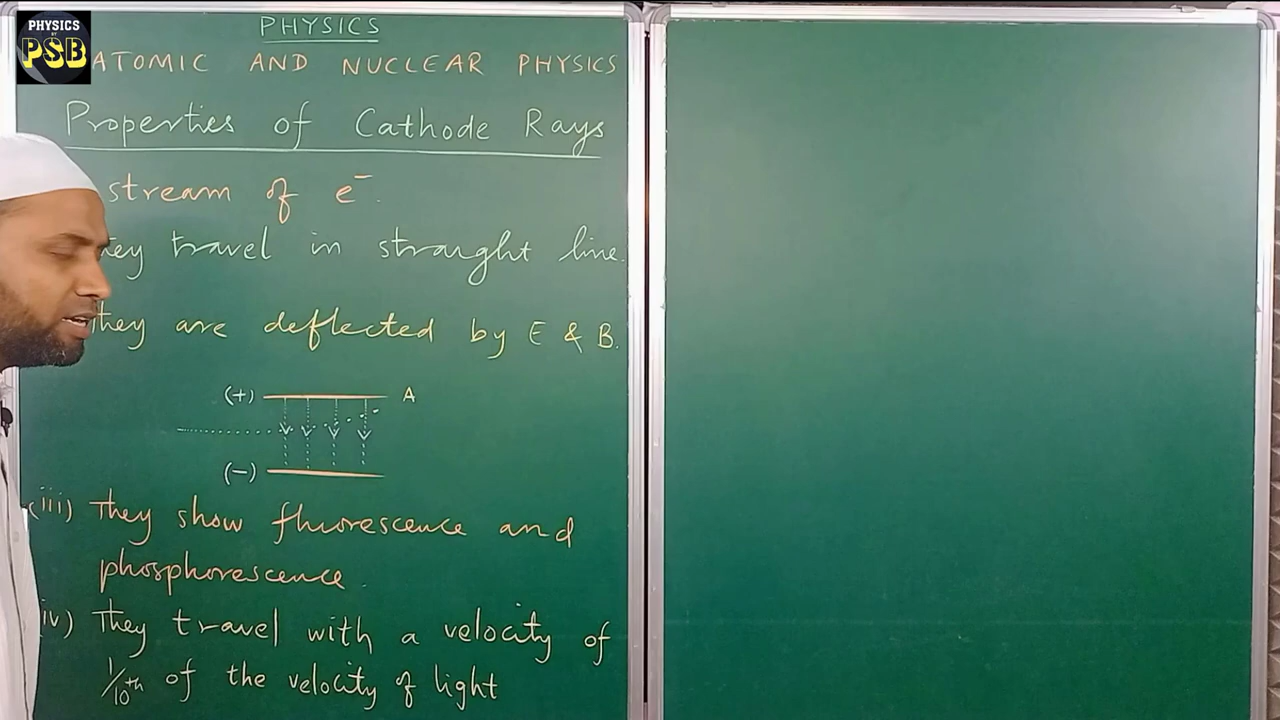 PHYSICS
BY
PSB
PHYSICS
ATOMIC AND NUCLEAR PHYSICS
Properties of Cathode Rays
stream of e⁻.
travel in straight line.
they are deflected by E & B.
(+) A
(−)
(iii) They show fluorescence and
phosphorescence.
iv) They travel with a velocity of
1/10th of the velocity of light